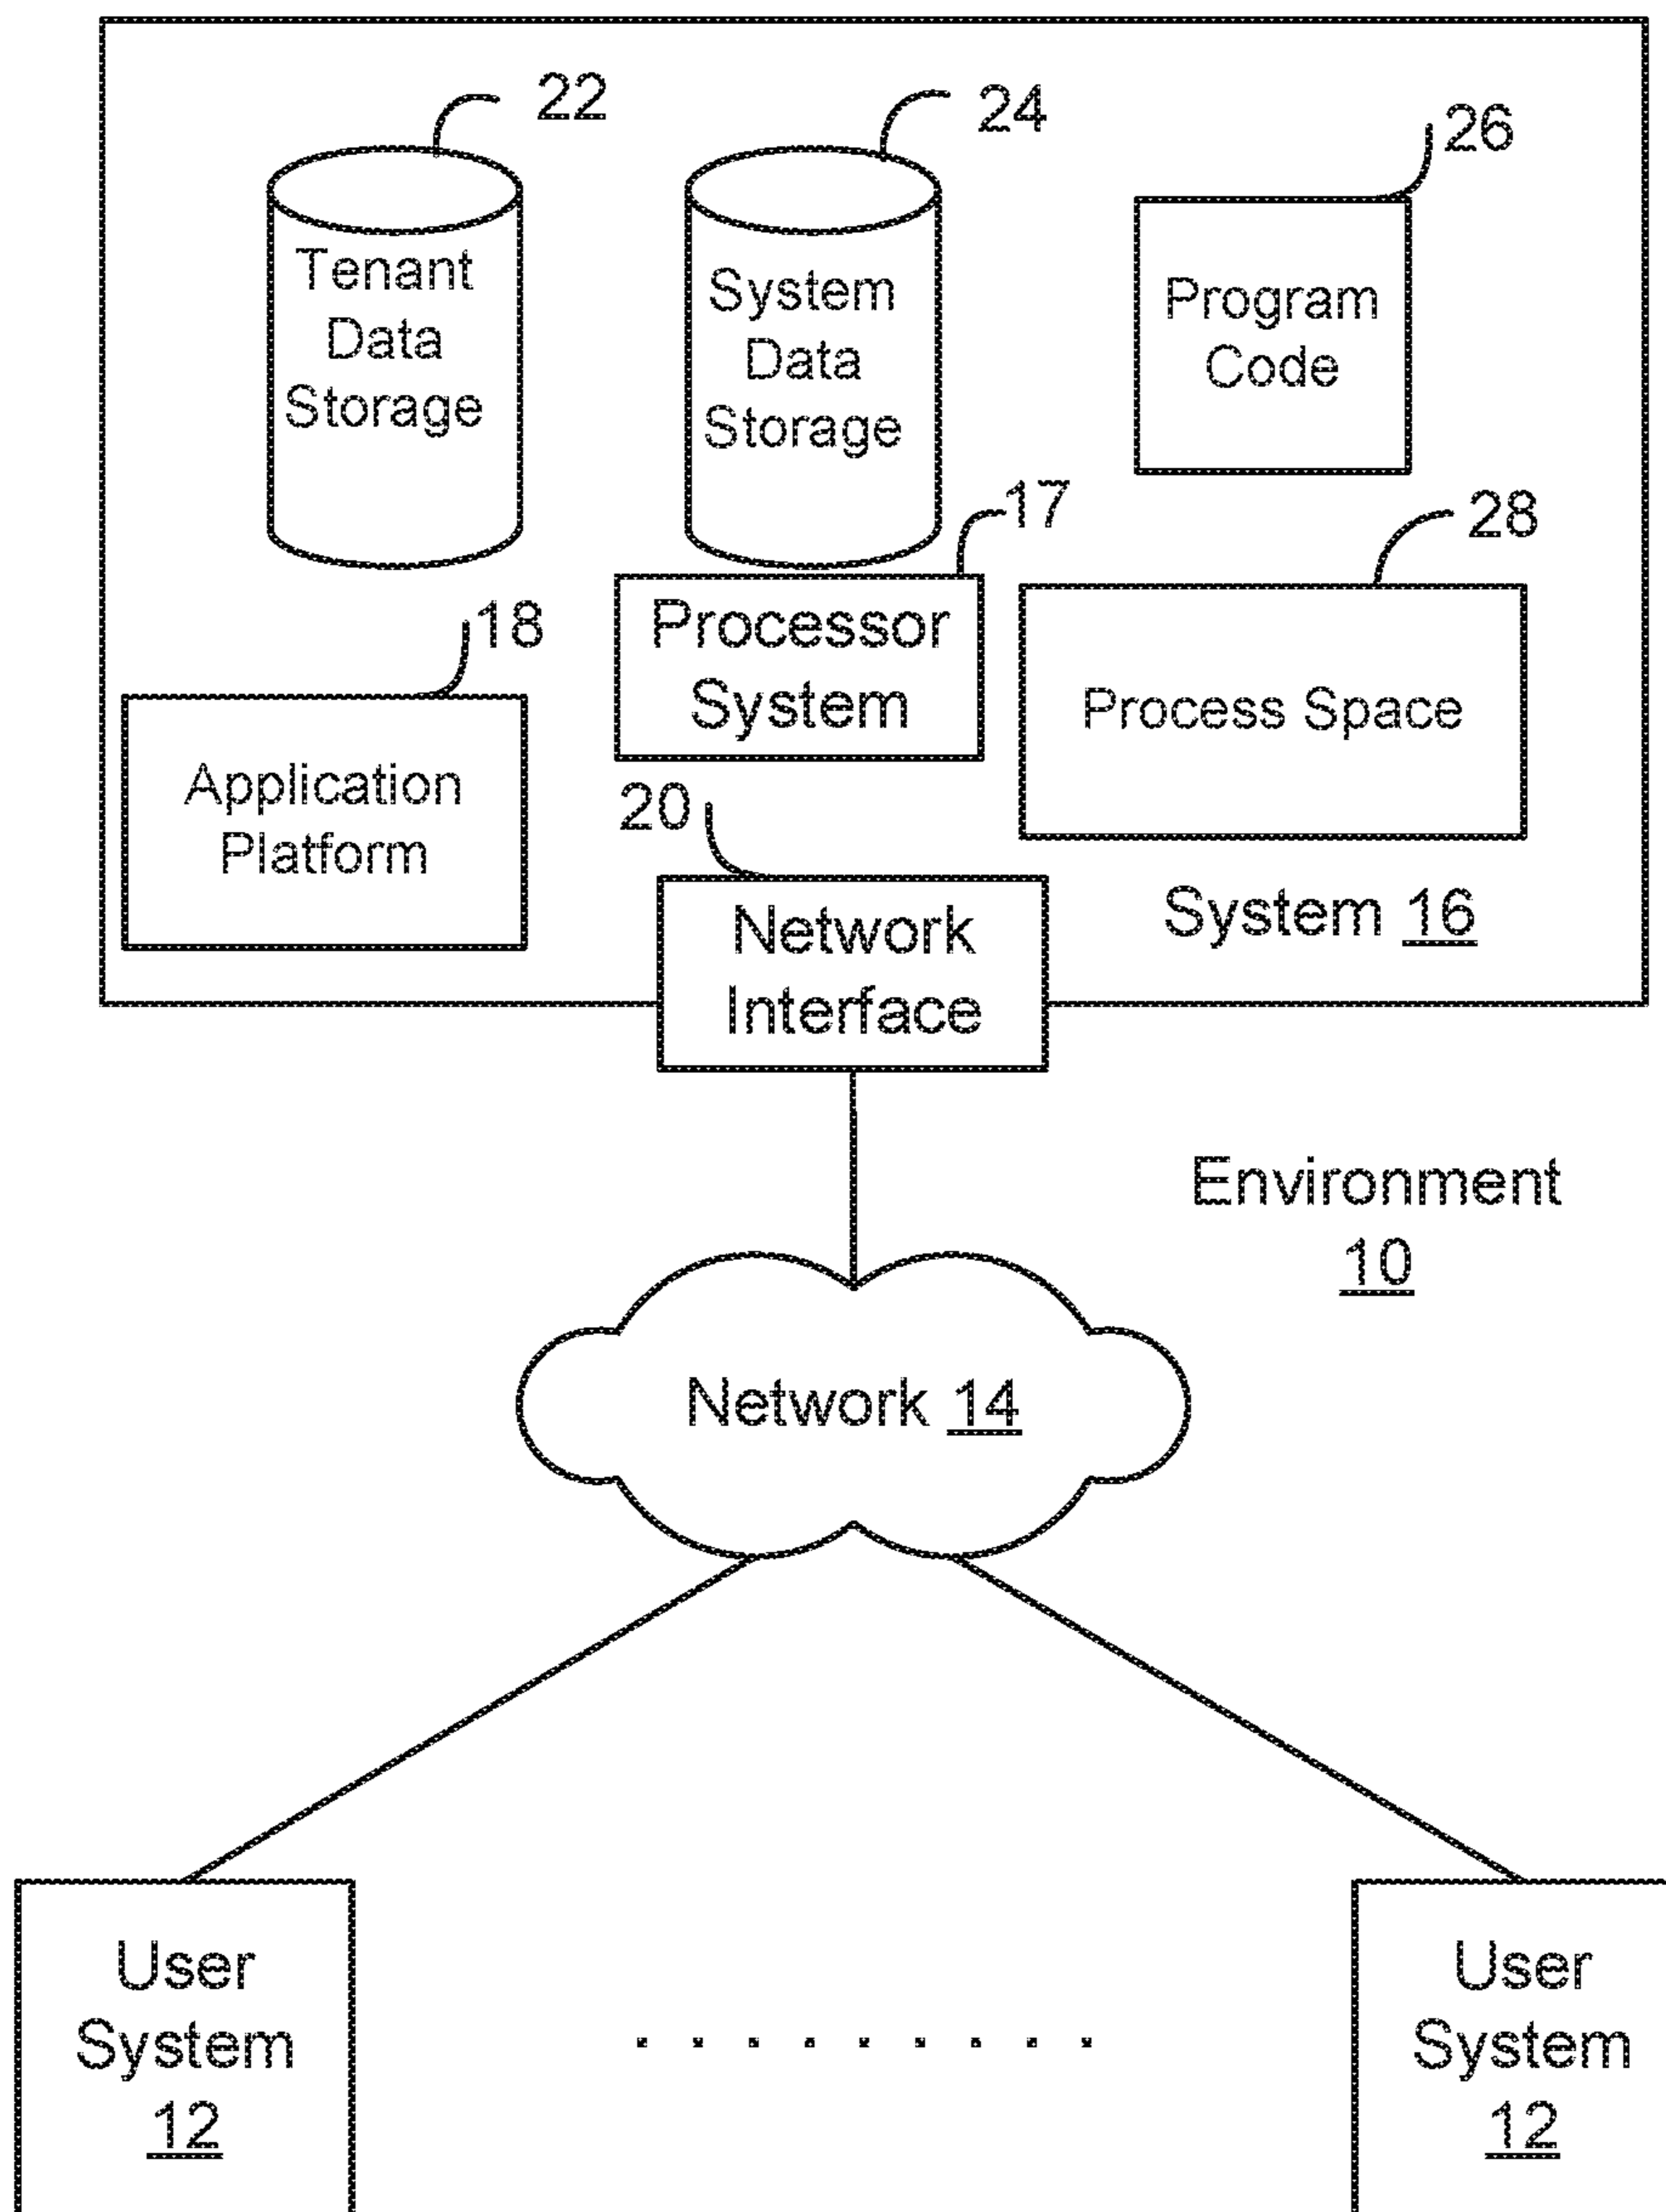 22
24
26
Tenant
Data
Storage
System
Data
Storage
Program
Code
17
28
18
Processor
System
Process Space
Application
Platform
20
Network
Interface
System 16
Environment
10
Network 14
User
System
12
User
System
12